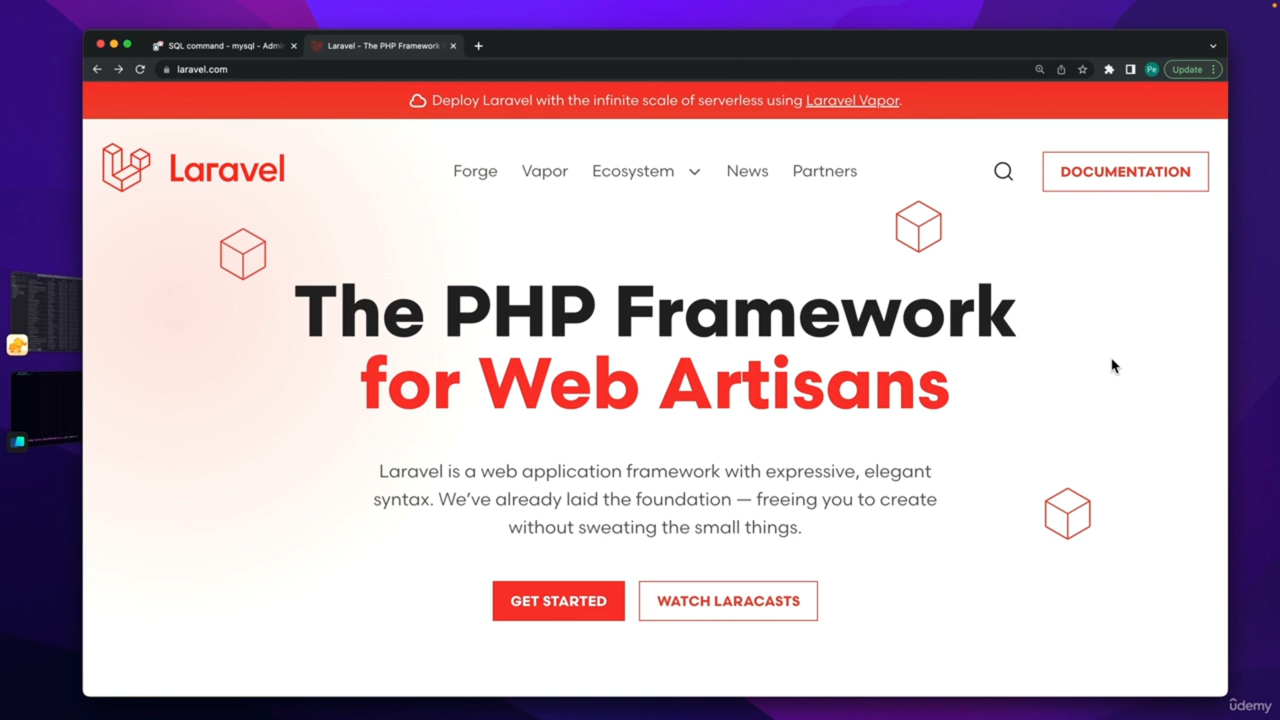 SQL command - mysql - Admi
Laravel - The PHP Framework
laravel.com
Pe
Update
Deploy Laravel with the infinite scale of serverless using Laravel Vapor.
Laravel
Forge
Vapor
Ecosystem
News
Partners
DOCUMENTATION
The PHP Framework
for Web Artisans
Laravel is a web application framework with expressive, elegant
syntax. We’ve already laid the foundation — freeing you to create
without sweating the small things.
GET STARTED
WATCH LARACASTS
ûdemy